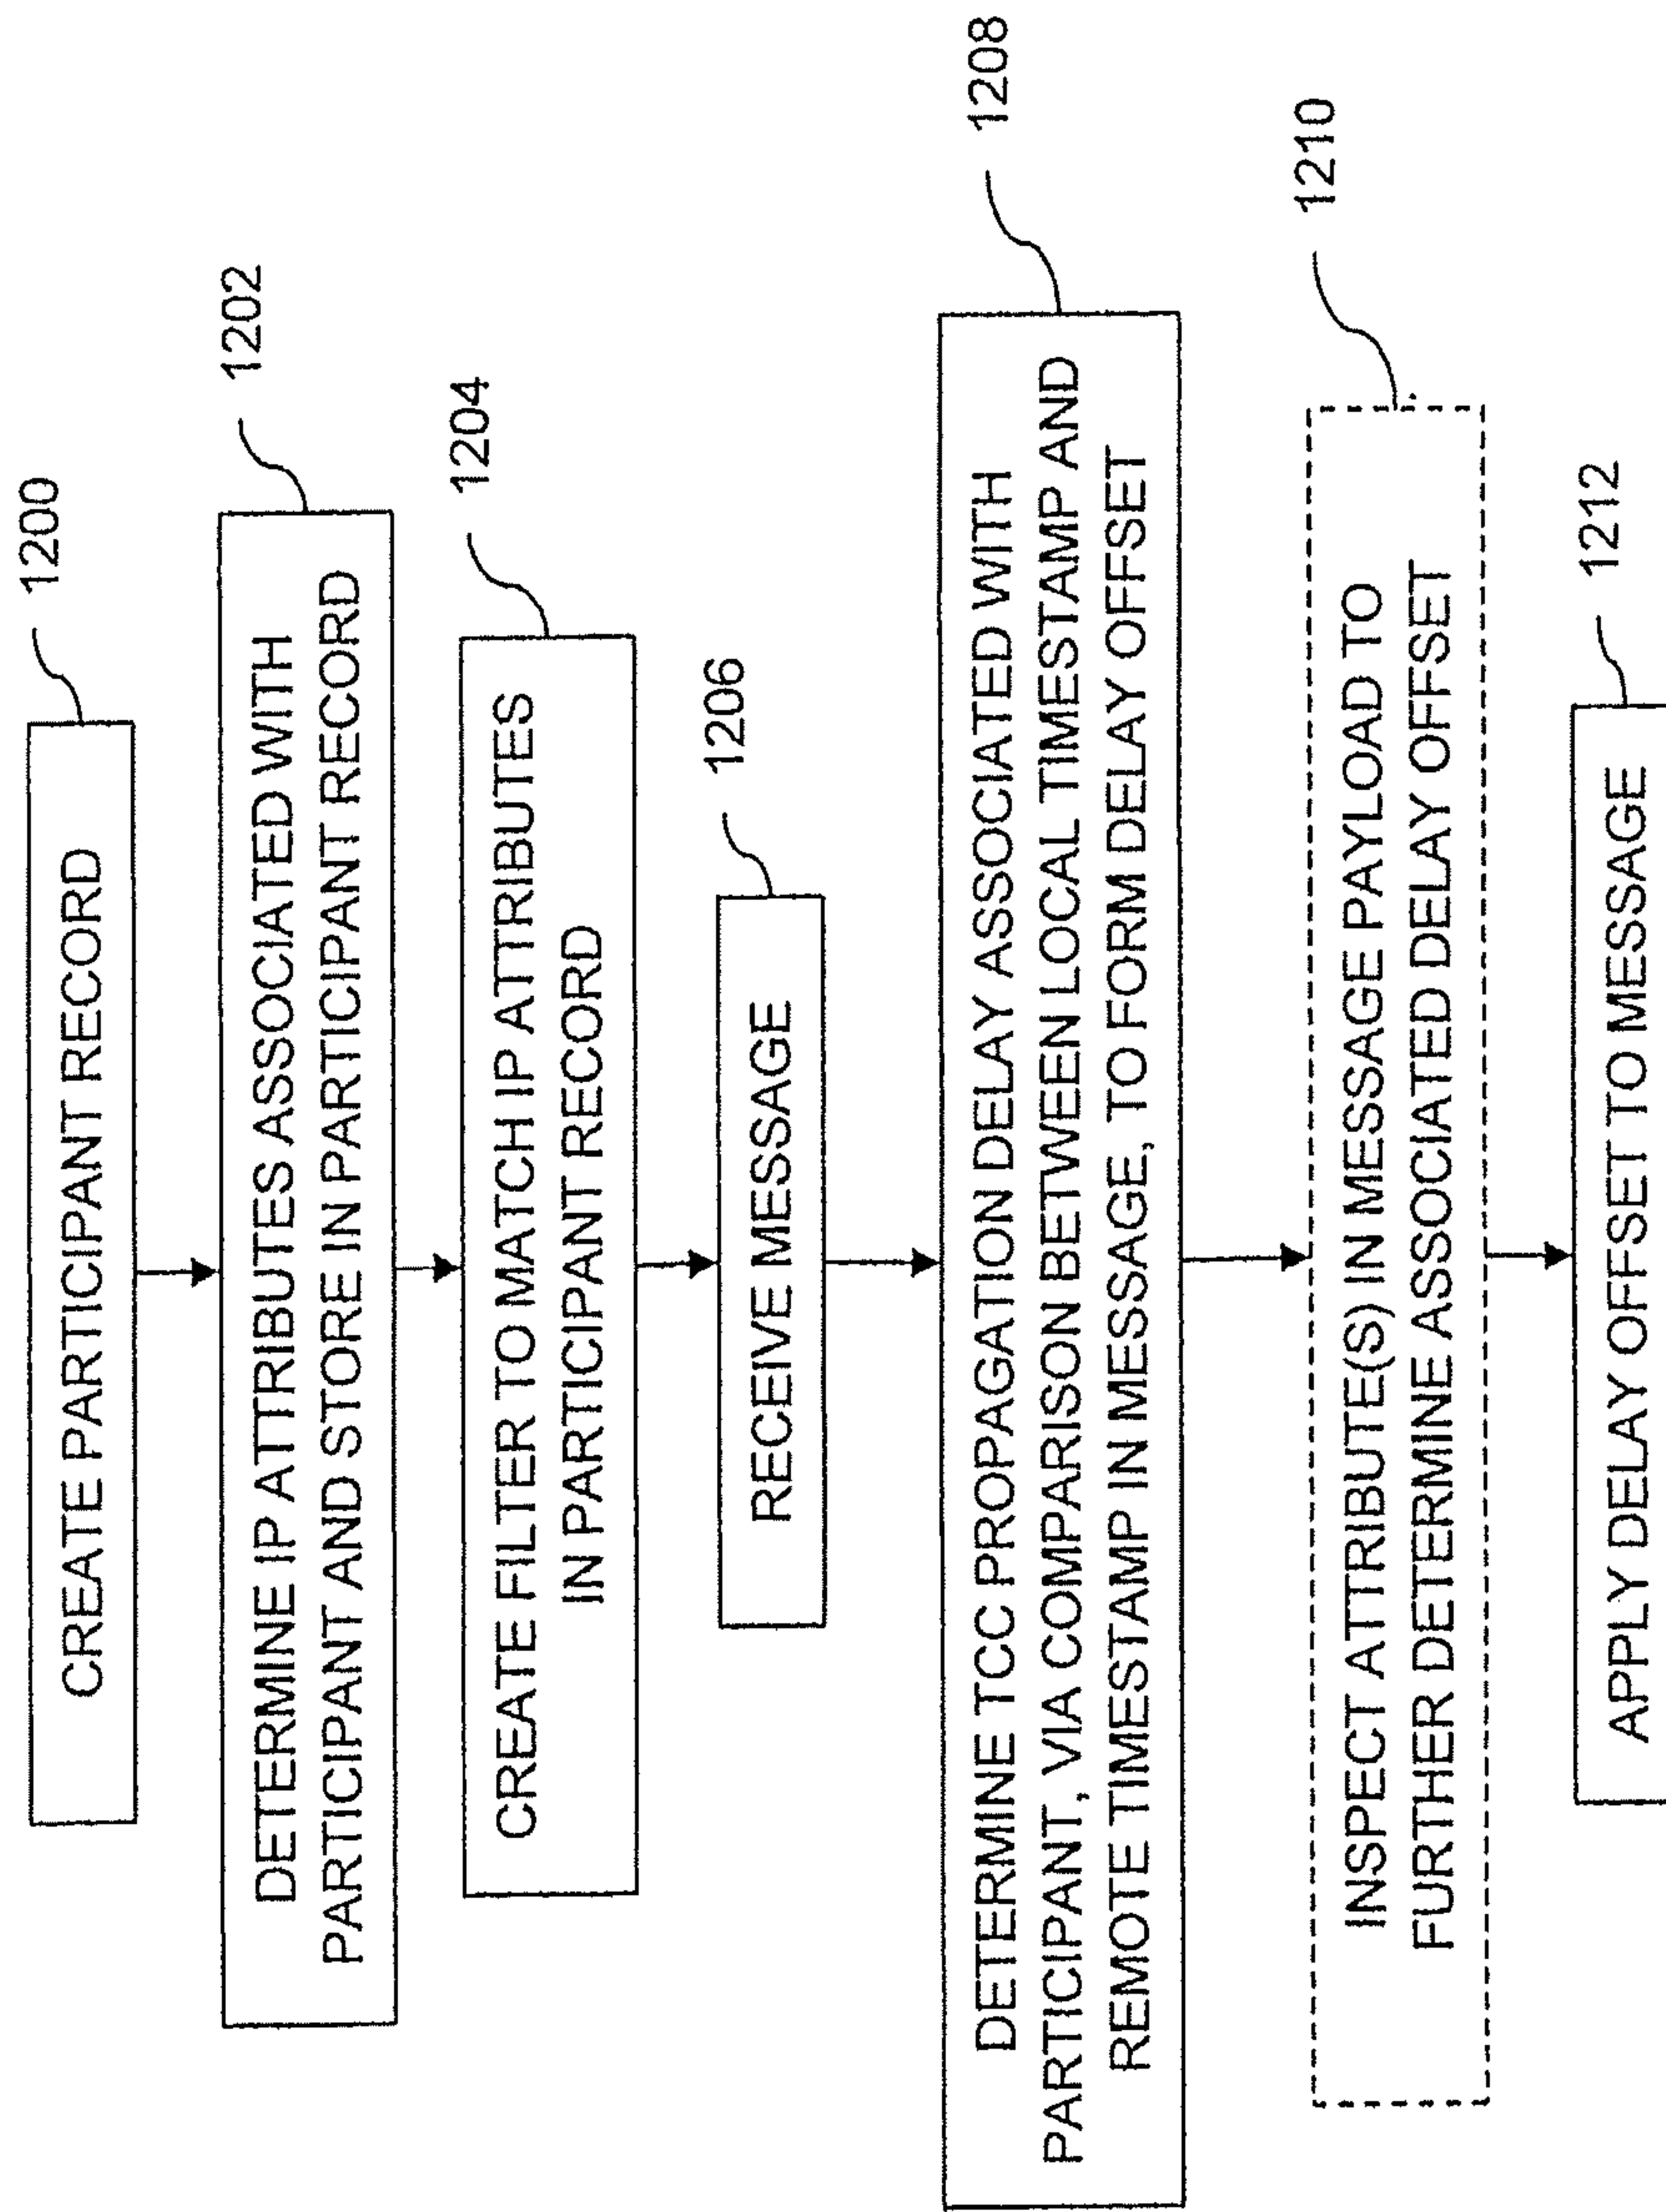 CREATE PARTICIPANT RECORD
1200
DETERMINE IP ATTRIBUTES ASSOCIATED WITH
PARTICIPANT AND STORE IN PARTICIPANT RECORD
1202
CREATE FILTER TO MATCH IP ATTRIBUTES
IN PARTICIPANT RECORD
1204
RECEIVE MESSAGE
1206
DETERMINE TCC PROPAGATION DELAY ASSOCIATED WITH
PARTICIPANT, VIA COMPARISON BETWEEN LOCAL TIMESTAMP AND
REMOTE TIMESTAMP IN MESSAGE, TO FORM DELAY OFFSET
1208
INSPECT ATTRIBUTE(S) IN MESSAGE PAYLOAD TO
FURTHER DETERMINE ASSOCIATED DELAY OFFSET
1210
APPLY DELAY OFFSET TO MESSAGE
1212